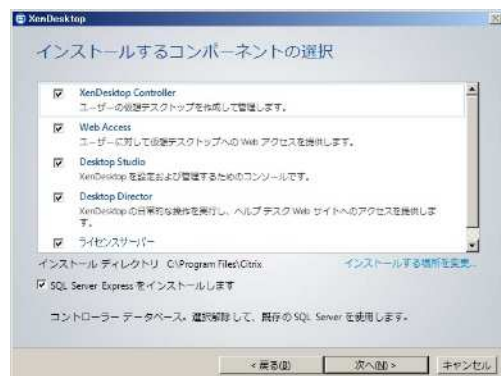 XenDesktop
インストールするコンポーネントの選択
XenDesktop Controller
ユーザーの仮想デスクトップを作成して管理します。
Web Access
ユーザーに対して仮想デスクトップへの Web アクセスを提供します。
Desktop Studio
XenDesktop を設定および管理するためのコンソールです。
Desktop Director
XenDesktop の日常的な操作を実行し、ヘルプ デスク Web サイトへのアクセスを提供しま
す。
ライセンスサーバー
インストール ディレクトリ C:\Program Files\Citrix
インストールする場所を変更...
SQL Server Express をインストールします
コントローラー データベース。選択解除して、既存の SQL Server を使用します。
< 戻る(B)
次へ(N) >
キャンセル